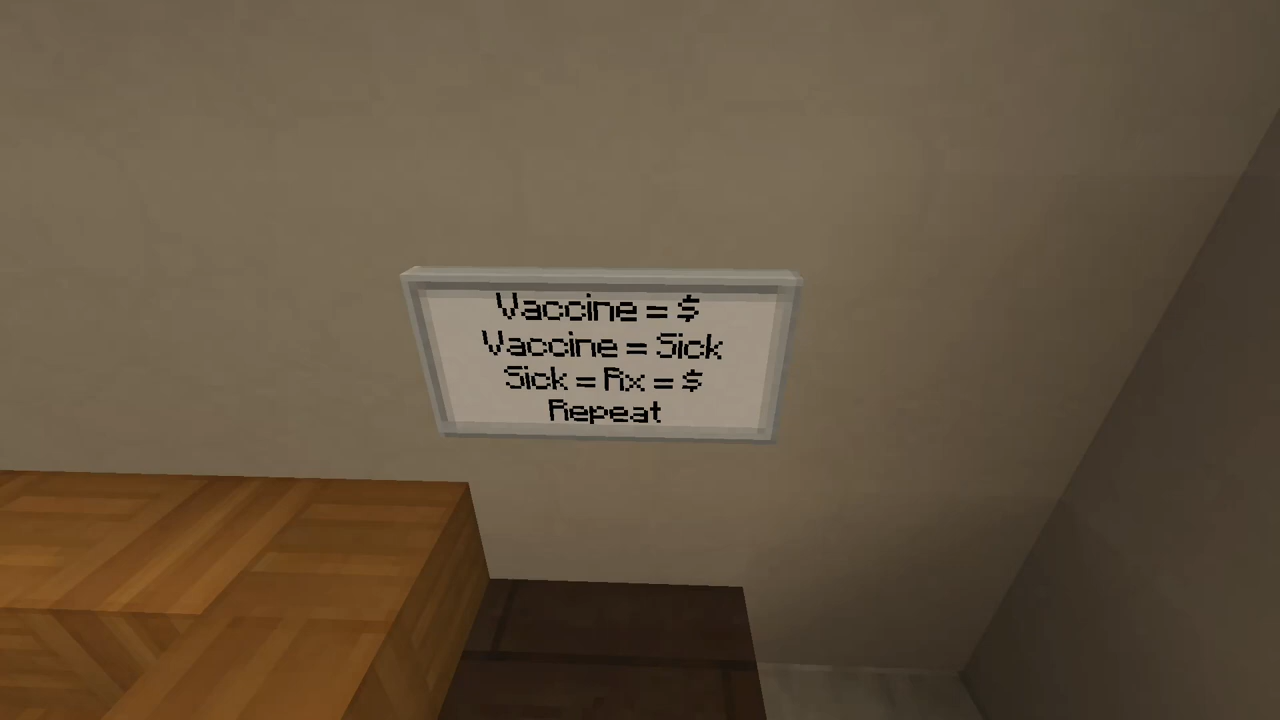 Vaccine = $
Vaccine = Sick
Sick = Rx = $
Repeat